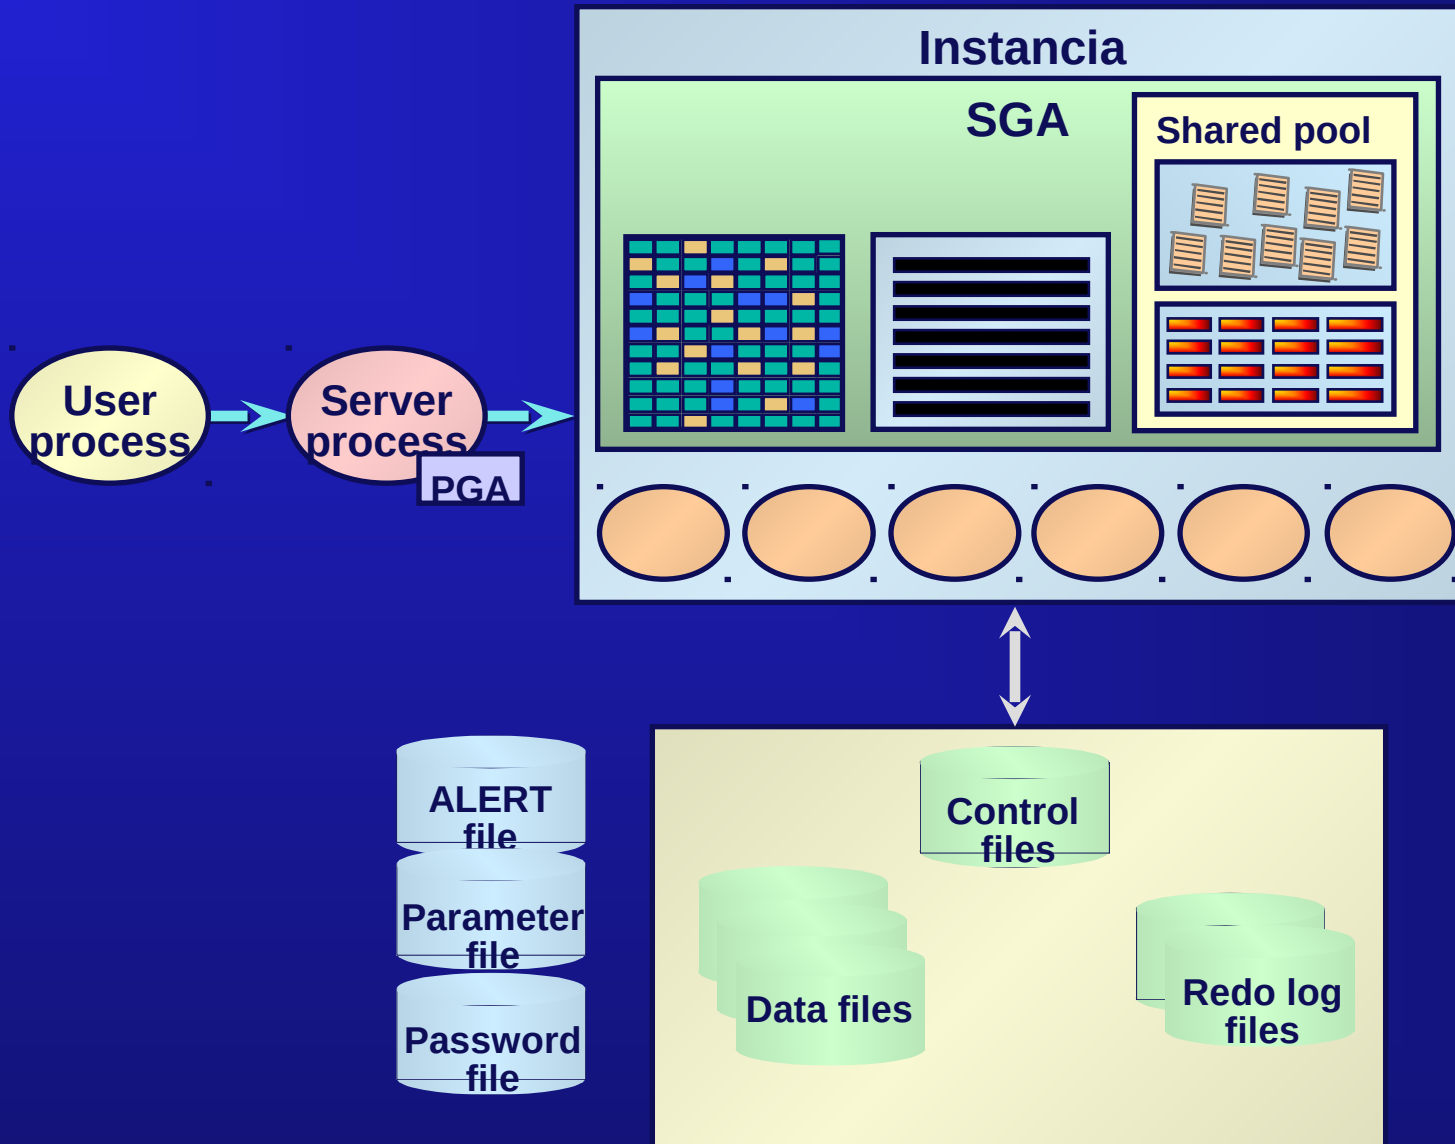 Instancia
SGA
Shared pool
User
process
Server
process
PGA
ALERT
file
Control
files
Parameter
file
Data files
Redo log
files
Password
file